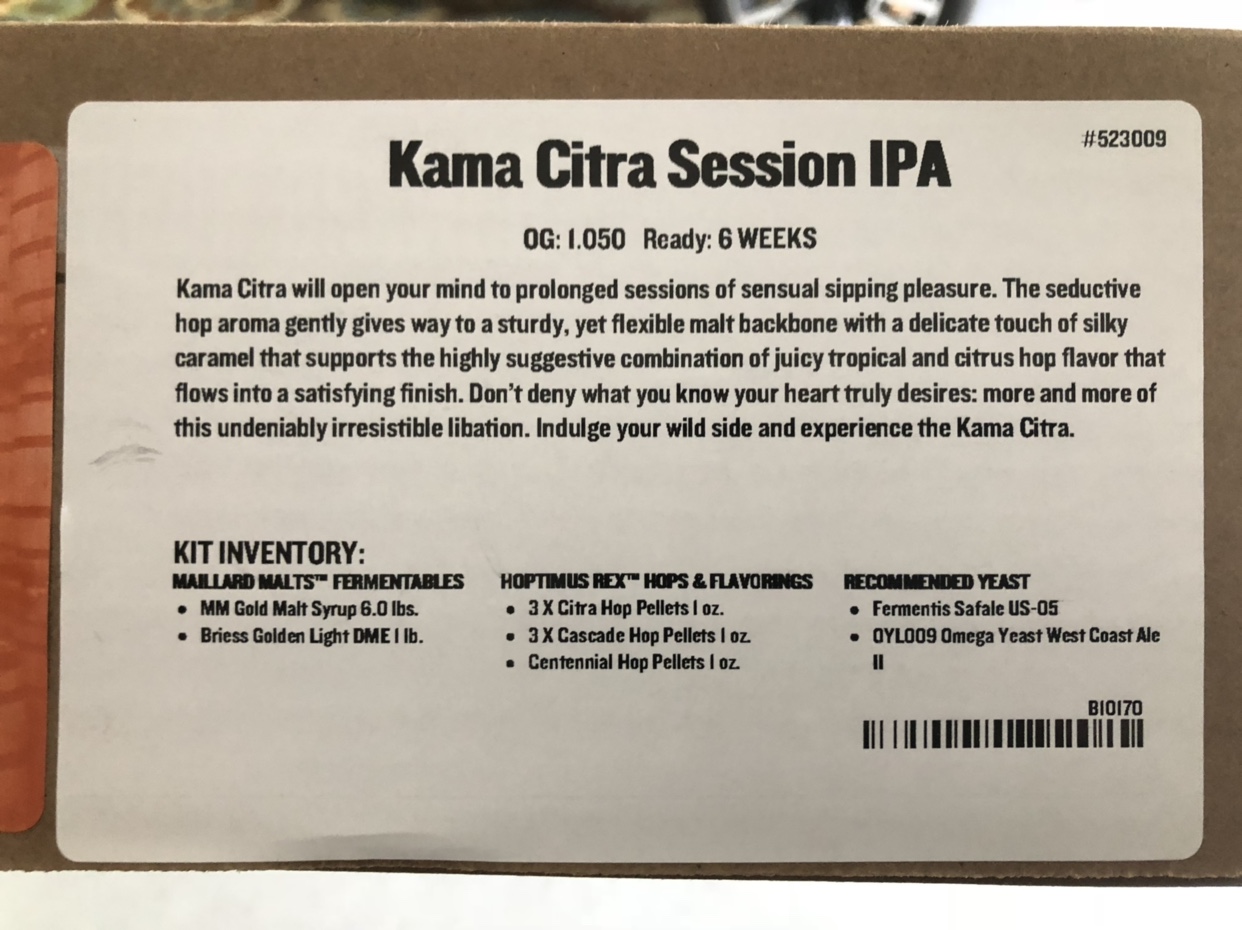 #523009
Kama Citra Session IPA
OG: 1.050 Ready: 6 WEEKS
Kama Citra will open your mind to prolonged sessions of sensual sipping pleasure. The seductive
hop aroma gently gives way to a sturdy, yet flexible malt backbone with a delicate touch of silky
caramel that supports the highly suggestive combination of juicy tropical and citrus hop flavor that
flows into a satisfying finish. Don't deny what you know your heart truly desires: more and more of
this undeniably irresistible libation. Indulge your wild side and experience the Kama Citra.
KIT INVENTORY:
MAILLARD MALTS™ FERMENTABLES
• MM Gold Malt Syrup 6.0 lbs.
• Briess Golden Light DME 1 lb.
HOPTIMUS REX™ HOPS & FLAVORINGS
• 3 X Citra Hop Pellets 1 oz.
• 3 X Cascade Hop Pellets 1 oz.
• Centennial Hop Pellets 1 oz.
RECOMMENDED YEAST
• Fermentis Safale US-05
• OYL009 Omega Yeast West Coast Ale
II
B10170